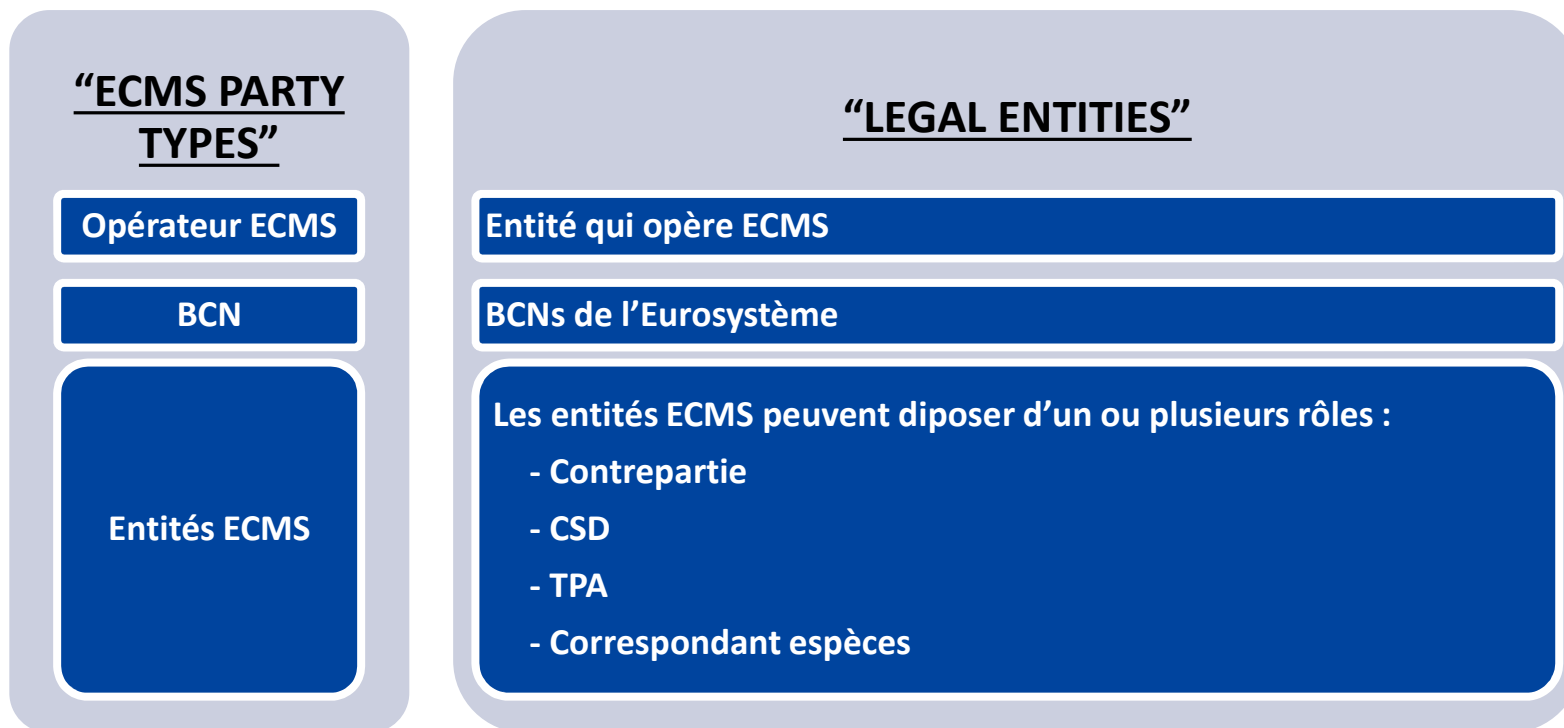 “ECMS PARTY
TYPES”
“LEGAL ENTITIES”
Opérateur ECMS
Entité qui opère ECMS
BCN
BCNs de l’Eurosystème
Entités ECMS
Les entités ECMS peuvent diposer d’un ou plusieurs rôles :
- Contrepartie
- CSD
- TPA
- Correspondant espèces